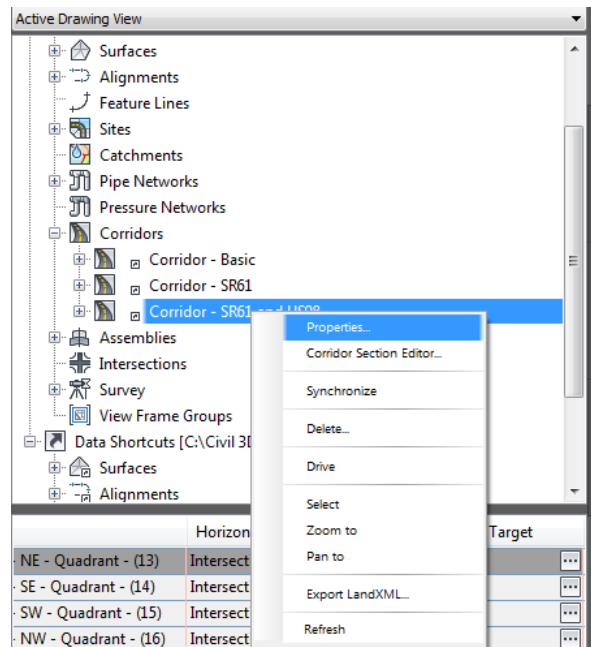 Active Drawing View
Surfaces
Alignments
Feature Lines
Sites
Catchments
Pipe Networks
Pressure Networks
Corridors
Corridor - Basic
Corridor - SR61
Corridor - SR61 and US98
Properties...
Corridor Section Editor...
Assemblies
Intersections
Synchronize
Survey
View Frame Groups
Delete...
Data Shortcuts [C:\Civil 3D
Surfaces
Drive
Alignments
Select
Horizon Zoom to Target
NE - Quadrant - (13) Intersect Pan to
SE - Quadrant - (14) Intersect Export LandXML...
SW - Quadrant - (15) Intersect
NW - Quadrant - (16) Intersect Refresh